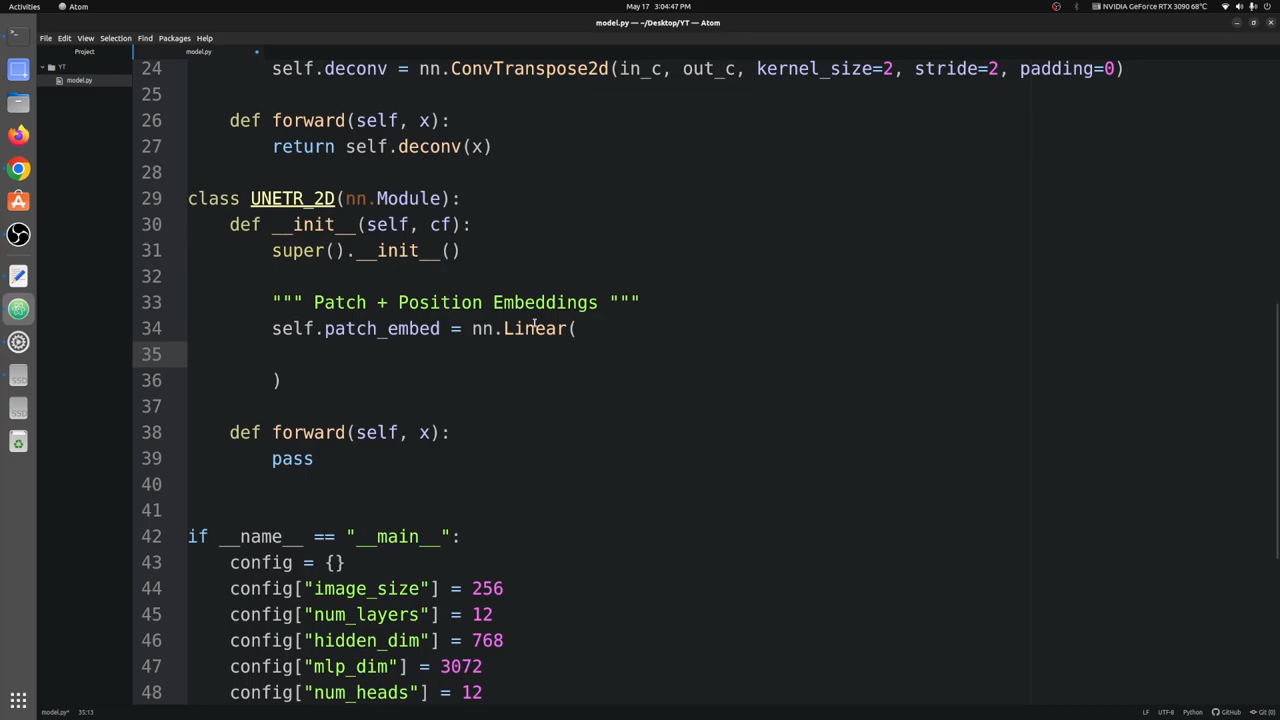 Activities Atom May 17 3:04:47 NVIDIA GeForce RTX 3090 68°C
model.py — ~/Desktop/YT — Atom
File Edit View Selection Find Packages Help
Project model.py
YT
model.py
24 self.deconv = nn.ConvTranspose2d(in_c, out_c, kernel_size=2, stride=2, padding=0)
25
26 def forward(self, x):
27 return self.deconv(x)
28
29 class UNETR_2D(nn.Module):
30 def __init__(self, cf):
31 super().__init__()
32
33 """ Patch + Position Embeddings """
34 self.patch_embed = nn.Linear(
35
36 )
37
38 def forward(self, x):
39 pass
40
41
42 if __name__ == "__main__":
43 config = {}
44 config["image_size"] = 256
45 config["num_layers"] = 12
46 config["hidden_dim"] = 768
47 config["mlp_dim"] = 3072
48 config["num_heads"] = 12
SSD
SSD
model.py* 35:13 LF UTF-8 Python GitHub Git (0)